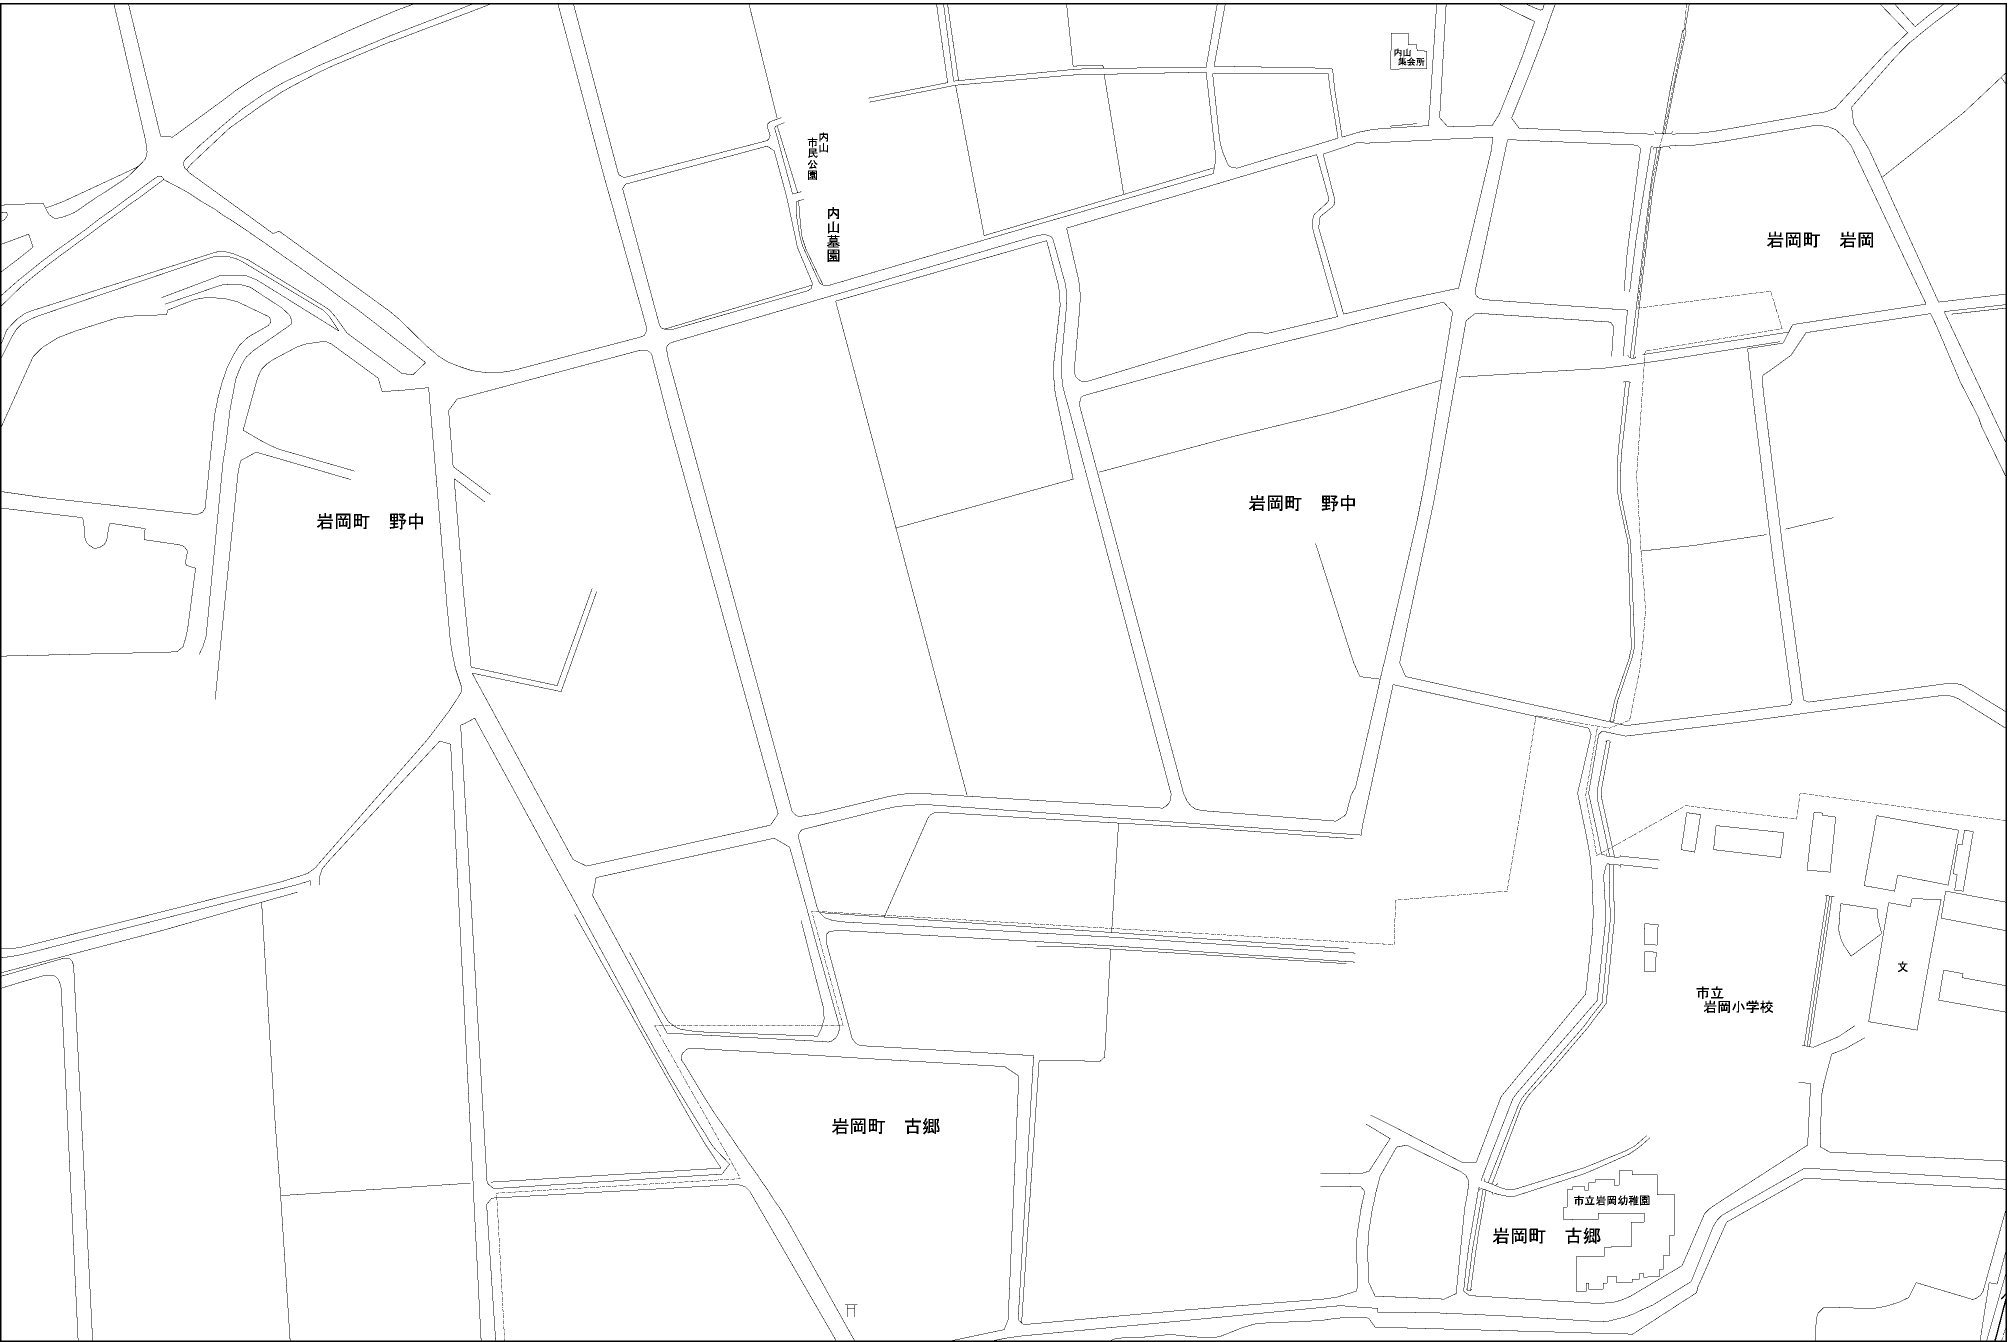 内山
集会所
内山
市民公園
内山墓園
岩岡町　岩岡
岩岡町　野中
岩岡町　野中
文
市立
岩岡小学校
岩岡町　古郷
市立岩岡幼稚園
岩岡町　古郷